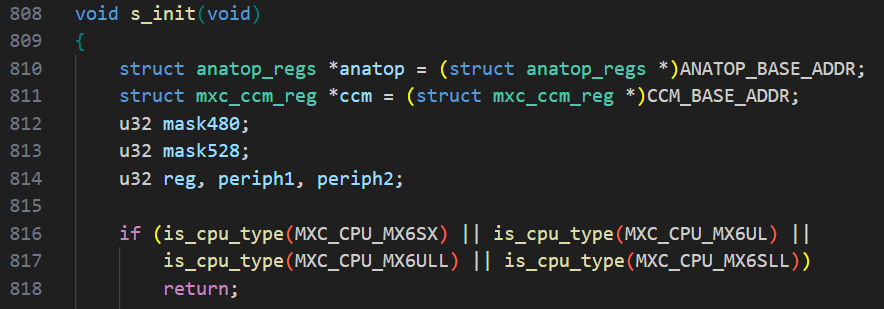 808 void s_init(void)
809 {
810     struct anatop_regs *anatop = (struct anatop_regs *)ANATOP_BASE_ADDR;
811     struct mxc_ccm_reg *ccm = (struct mxc_ccm_reg *)CCM_BASE_ADDR;
812     u32 mask480;
813     u32 mask528;
814     u32 reg, periph1, periph2;
815
816     if (is_cpu_type(MXC_CPU_MX6SX) || is_cpu_type(MXC_CPU_MX6UL) ||
817         is_cpu_type(MXC_CPU_MX6ULL) || is_cpu_type(MXC_CPU_MX6SLL))
818         return;